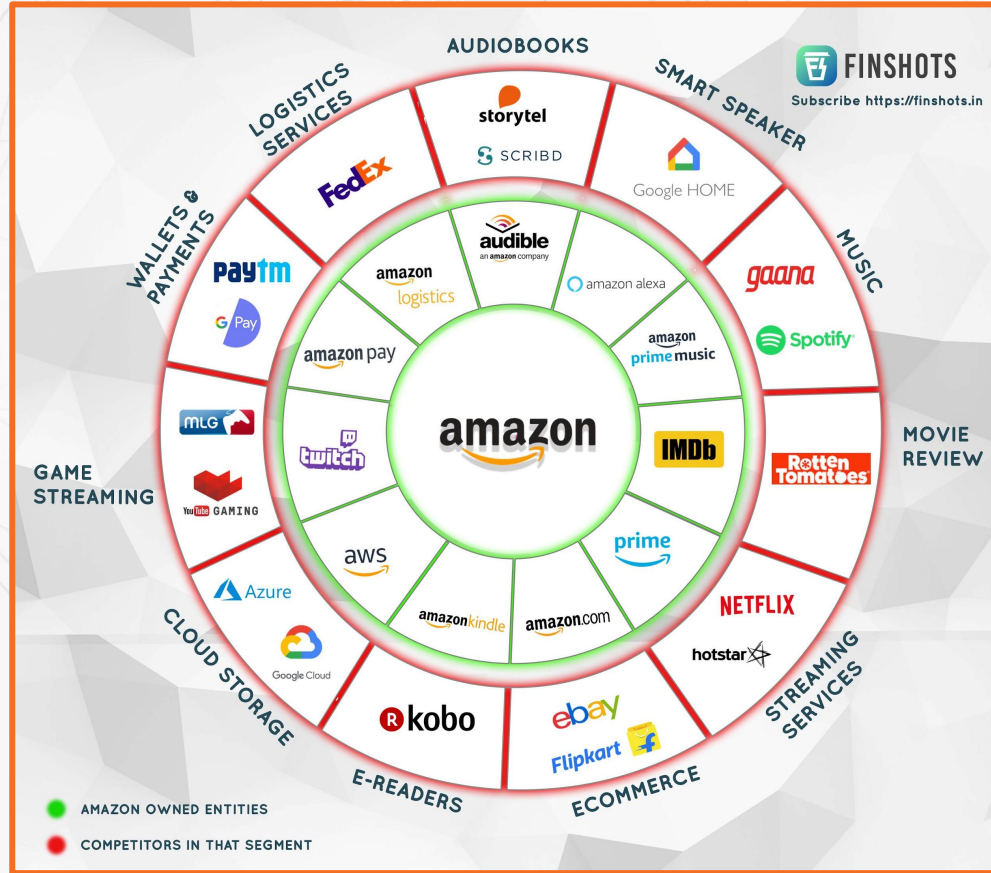 FINSHOTS
Subscribe https://finshots.in
AUDIOBOOKS
storytel
SCRIBD
SMART SPEAKER
Google HOME
MUSIC
gaana
Spotify
MOVIE
REVIEW
Rotten
Tomatoes
STREAMING
SERVICES
NETFLIX
hotstar
ECOMMERCE
ebay
Flipkart
E-READERS
R kobo
CLOUD STORAGE
Azure
Google Cloud
GAME
STREAMING
MLG
YouTube GAMING
WALLETS &
PAYMENTS
paytm
G Pay
LOGISTICS
SERVICES
FedEx
audible
an amazon company
amazon alexa
amazon
prime music
IMDb
prime
amazon.com
amazonkindle
aws
twitch
amazon pay
amazon
logistics
amazon
AMAZON OWNED ENTITIES
COMPETITORS IN THAT SEGMENT